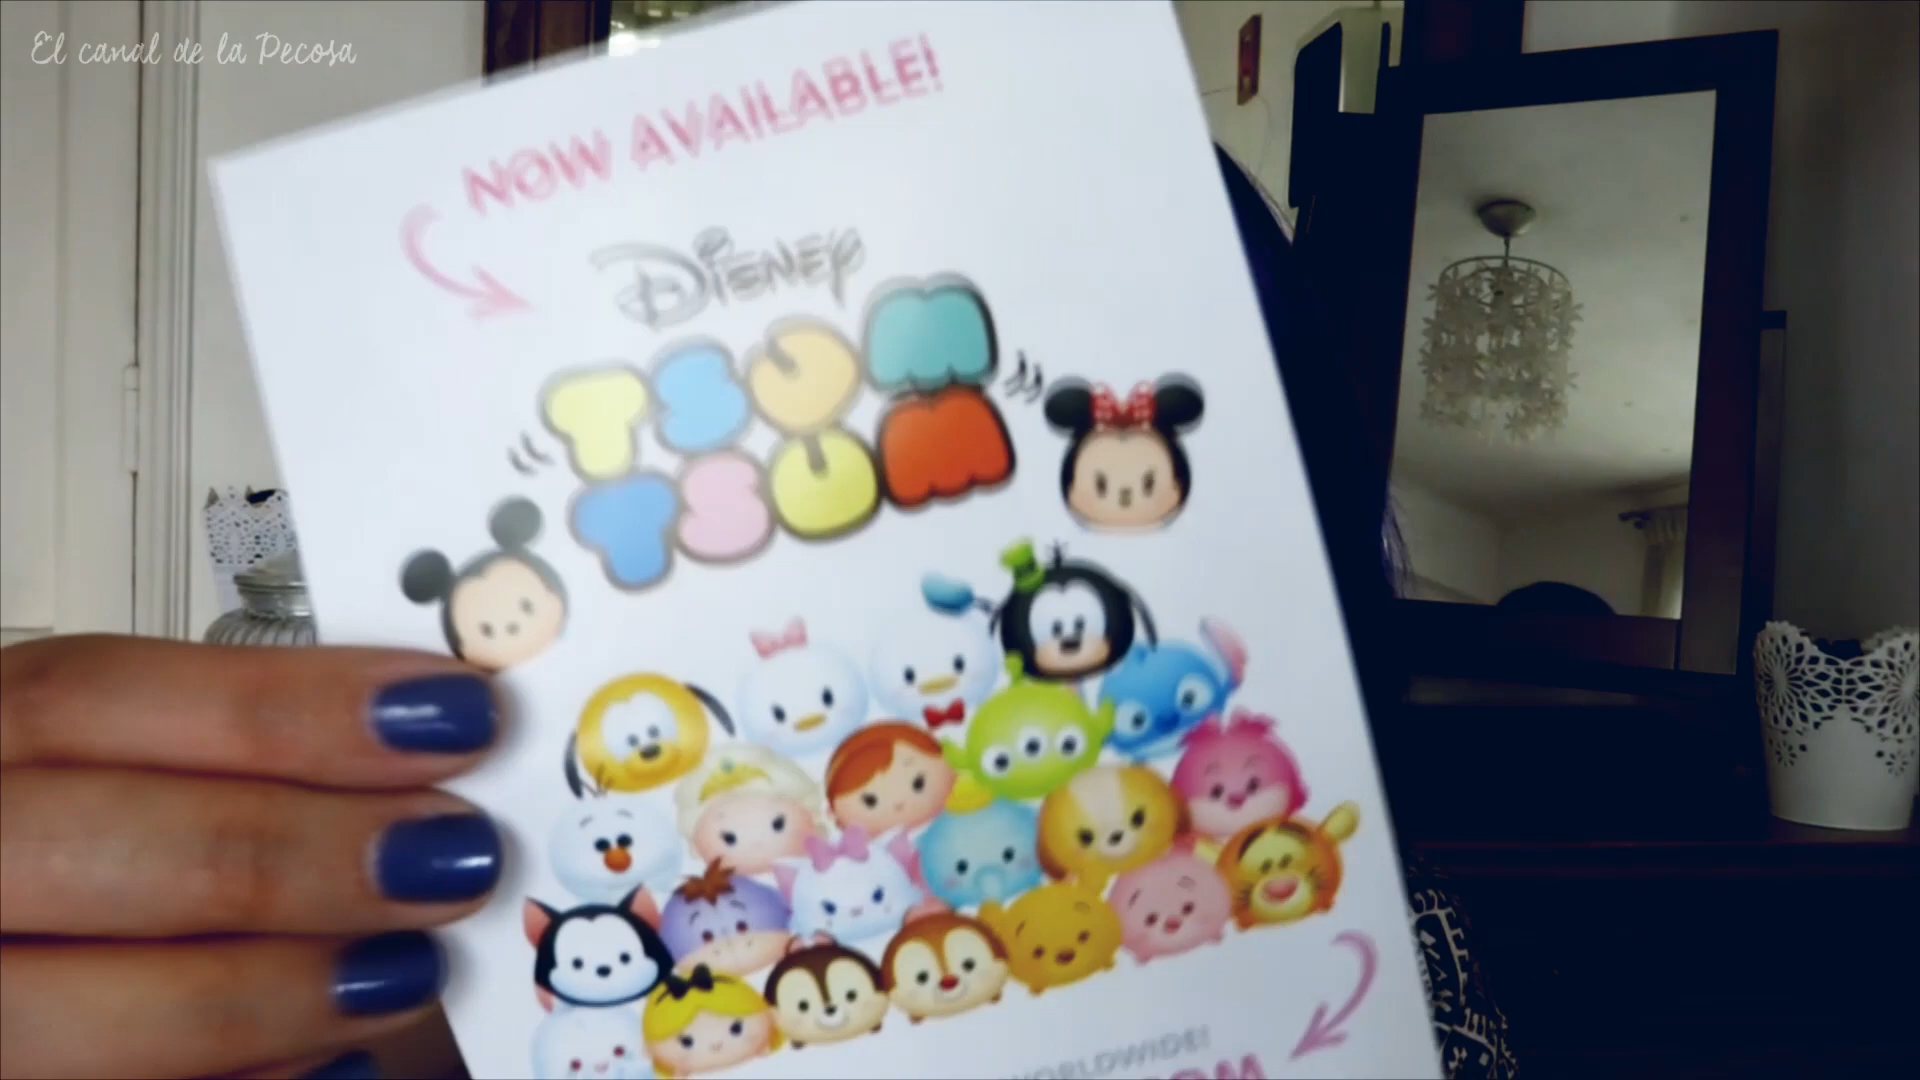 El canal de la Pecosa
NOW AVAILABLE!
Disney
TSUM
TSUM
WORLDWIDE!